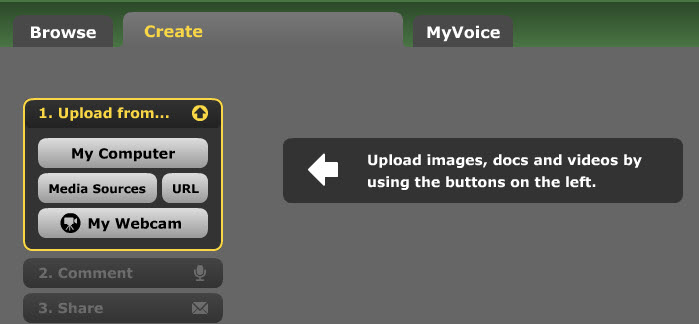 Browse
Create
MyVoice
1. Upload from...
My Computer
Media Sources
URL
My Webcam
2. Comment
3. Share
Upload images, docs and videos by
using the buttons on the left.